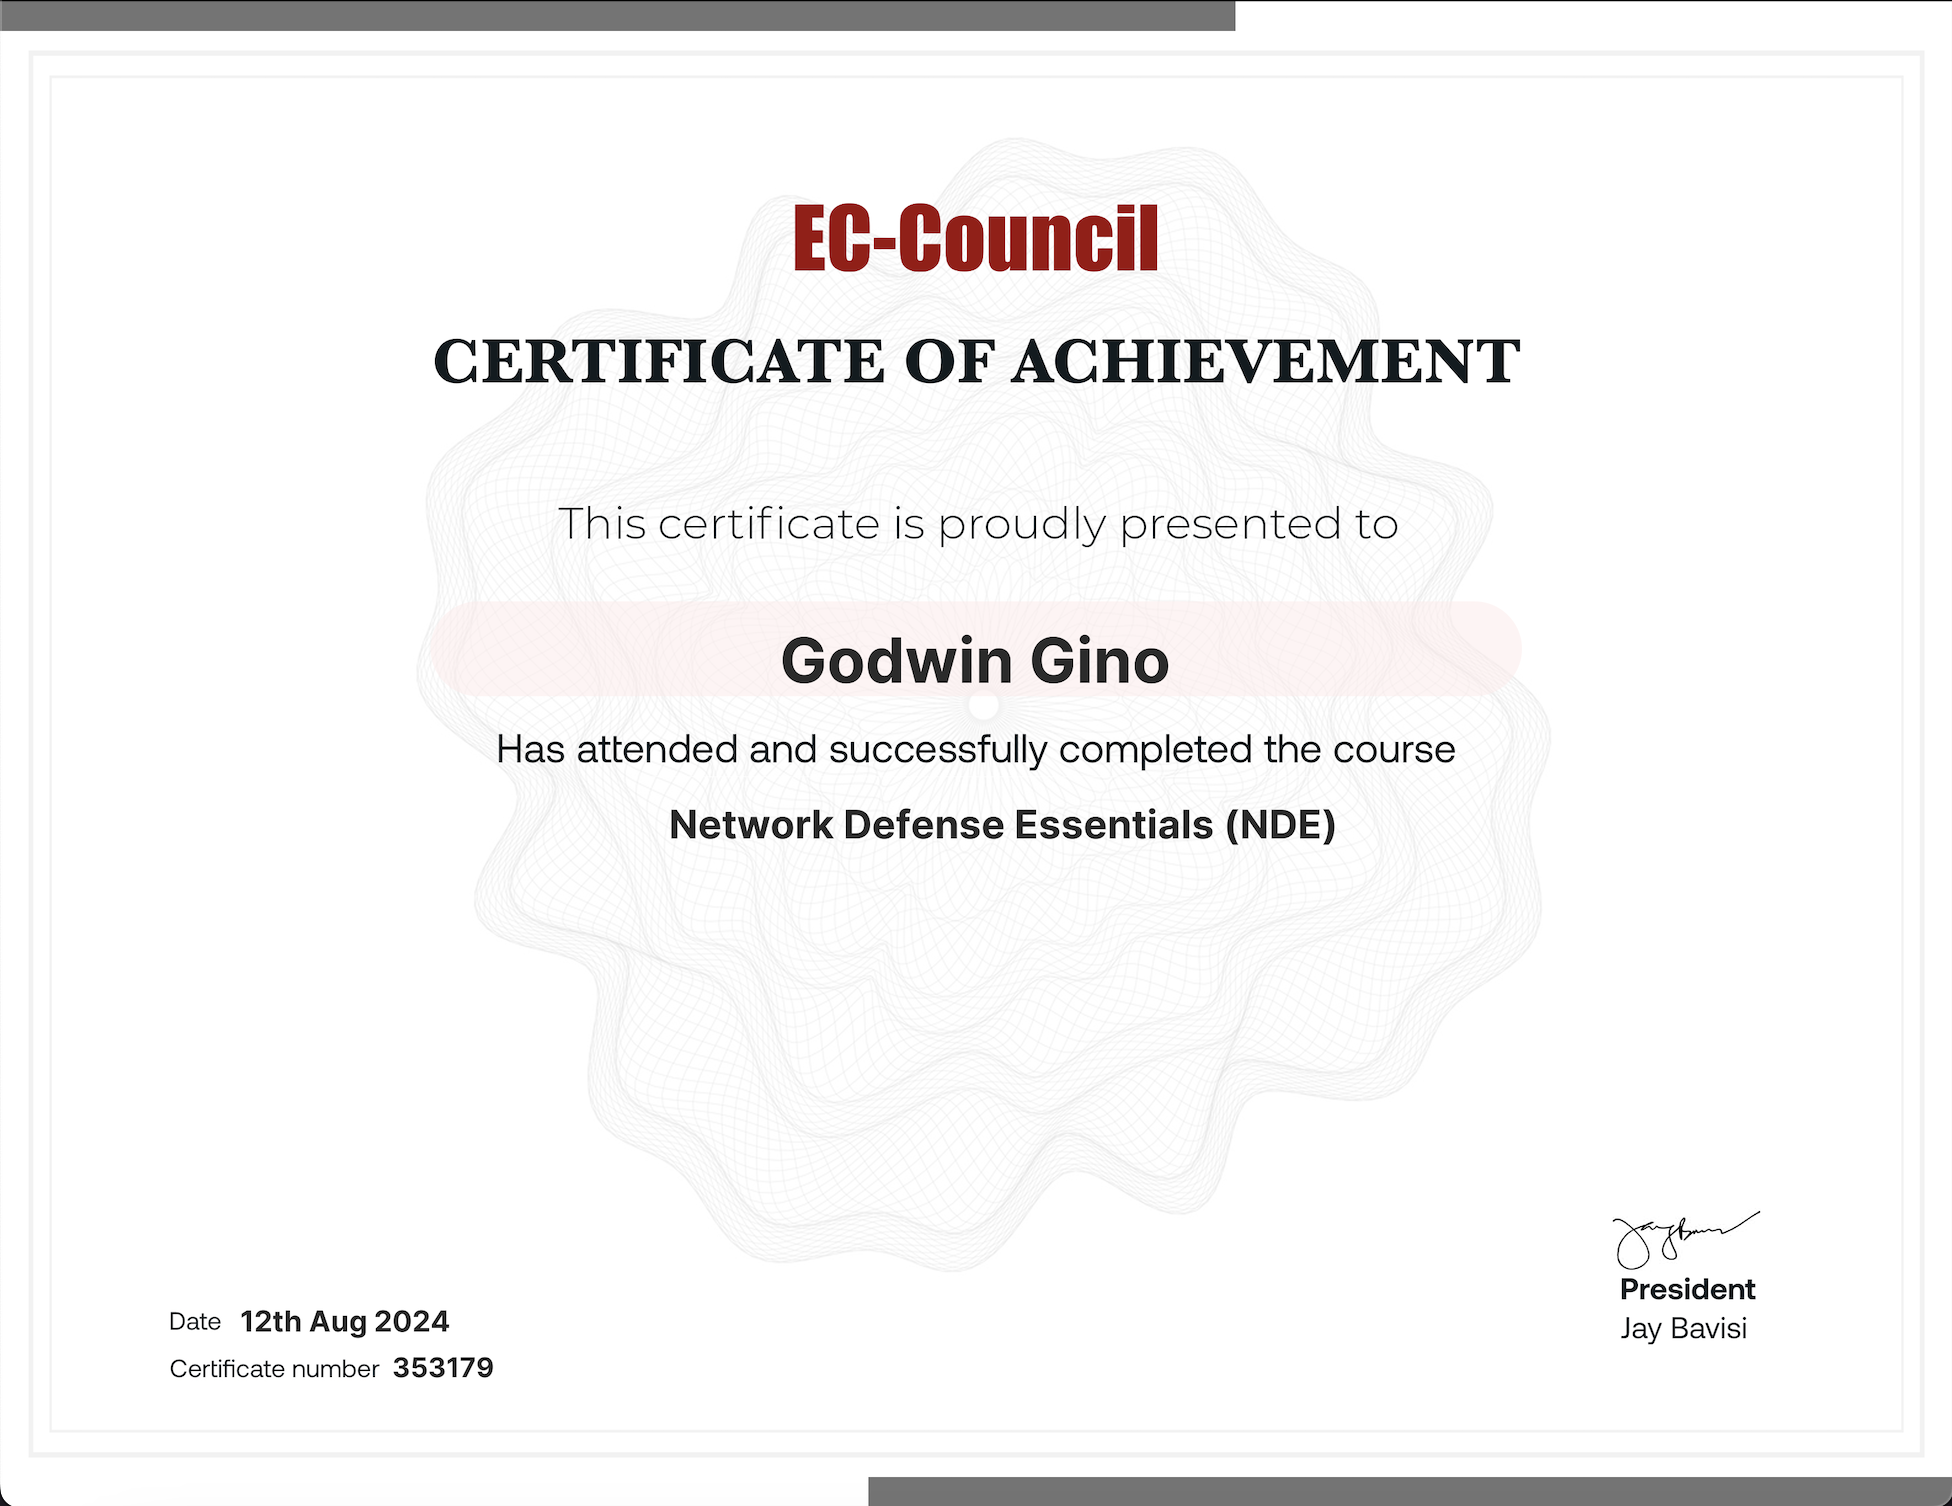 EC-Council
CERTIFICATE OF ACHIEVEMENT
This certificate is proudly presented to
Godwin Gino
Has attended and successfully completed the course
Network Defense Essentials (NDE)
President
Jay Bavisi
Date 12th Aug 2024
Certificate number 353179